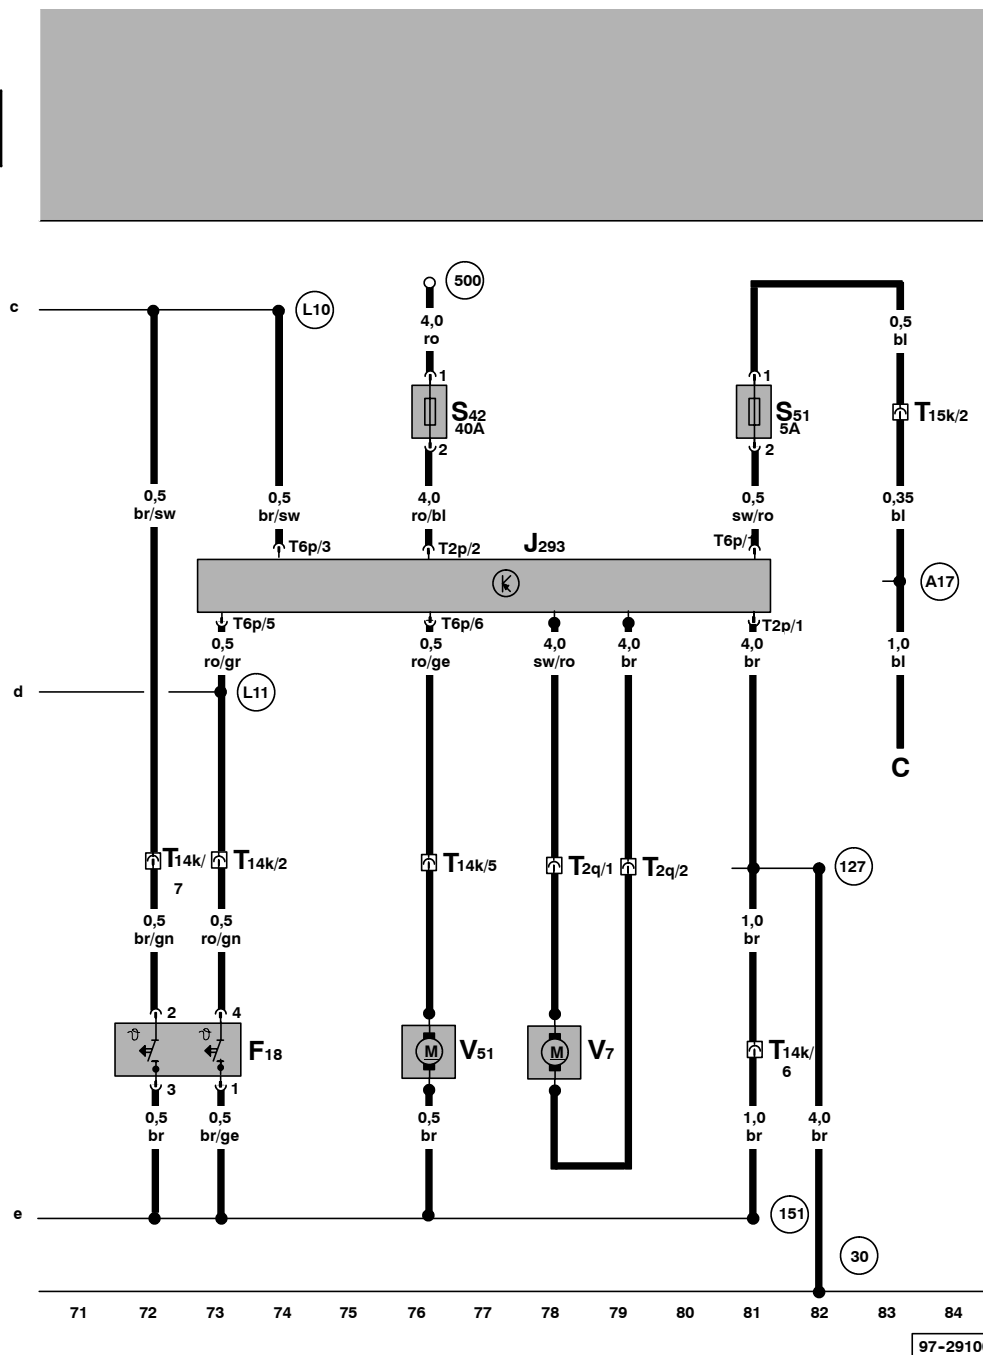 500
c
L10
4,0
ro
0,5
bl
1
1
S42
40A
S51
5A
T15k/2
2
2
0,5
br/sw
0,5
br/sw
4,0
ro/bl
0,5
sw/ro
0,35
bl
T6p/3
T2p/2
J293
T6p/1
A17
T6p/5
T6p/6
T2p/1
0,5
ro/gr
0,5
ro/ge
4,0
sw/ro
4,0
br
4,0
br
1,0
bl
d
L11
C
T14k/
7
T14k/2
T14k/5
T2q/1
T2q/2
127
0,5
br/gn
0,5
ro/gn
1,0
br
2
4
ϑ
ϑ
F18
M
V51
M
V7
T14k/
6
3
1
0,5
br
0,5
br/ge
0,5
br
1,0
br
4,0
br
e
151
30
71 72 73 74 75 76 77 78 79 80 81 82 83 84